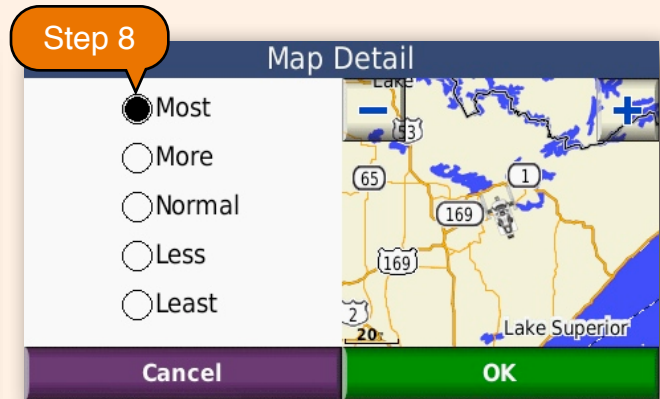 Step 8
Map Detail
Most
More
Normal
Less
Least
Lake
−
+
53
65
1
169
169
2
20
Lake Superior
Cancel
OK